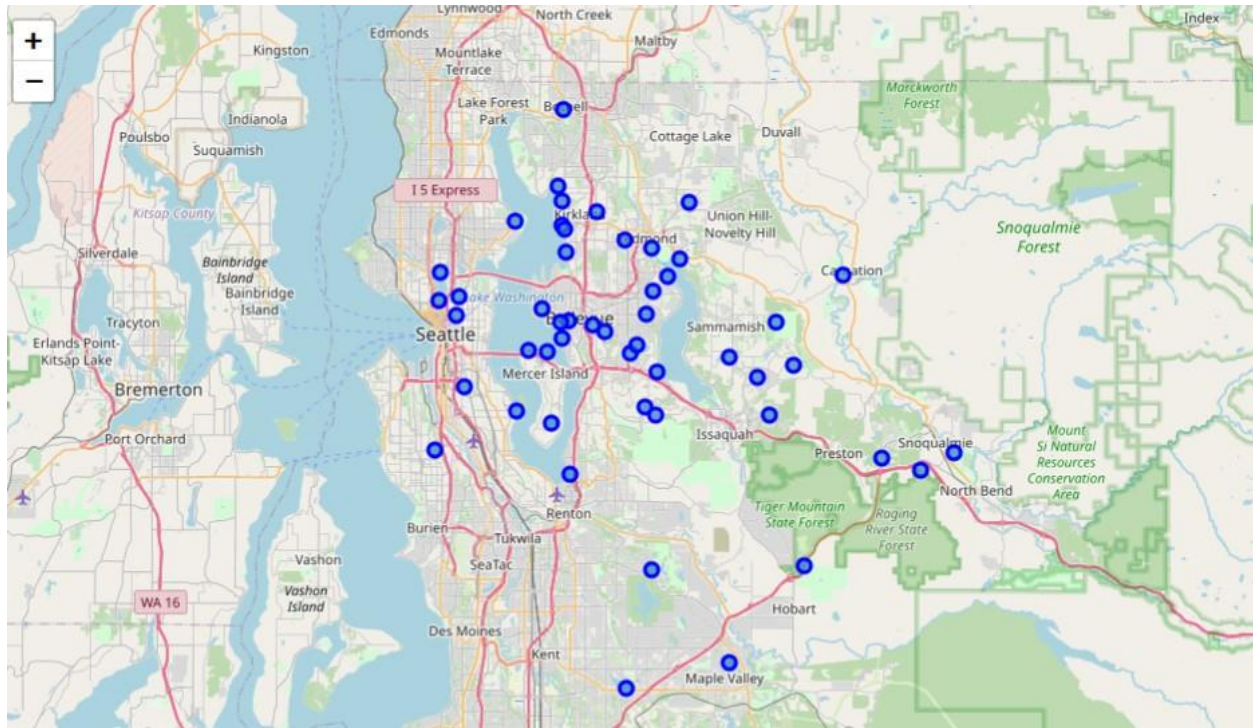 +
−
Lynnwood
North Creek
Index
Edmonds
Maltby
Kingston
Mountlake
Terrace
Marckworth
Forest
Lake Forest
Park
Indianola
Poulsbo
Cottage Lake
Duvall
Suquamish
I 5 Express
Kitsap County
Union Hill-
Novelty Hill
Snoqualmie
Forest
Silverdale
Bainbridge
Island
Bainbridge
Island
Washington
Tracyton
Sammamish
Seattle
Erlands Point-
Kitsap Lake
Mercer Island
Bremerton
Port Orchard
Issaquah
Preston
Snoqualmie
Mount
Si Natural
Resources
Conservation
Area
North Bend
Renton
Tiger Mountain
State Forest
Raging
River State
Forest
Burien
Tukwila
Vashon
SeaTac
Vashon
Island
WA 16
Hobart
Des Moines
Kent
Maple Valley